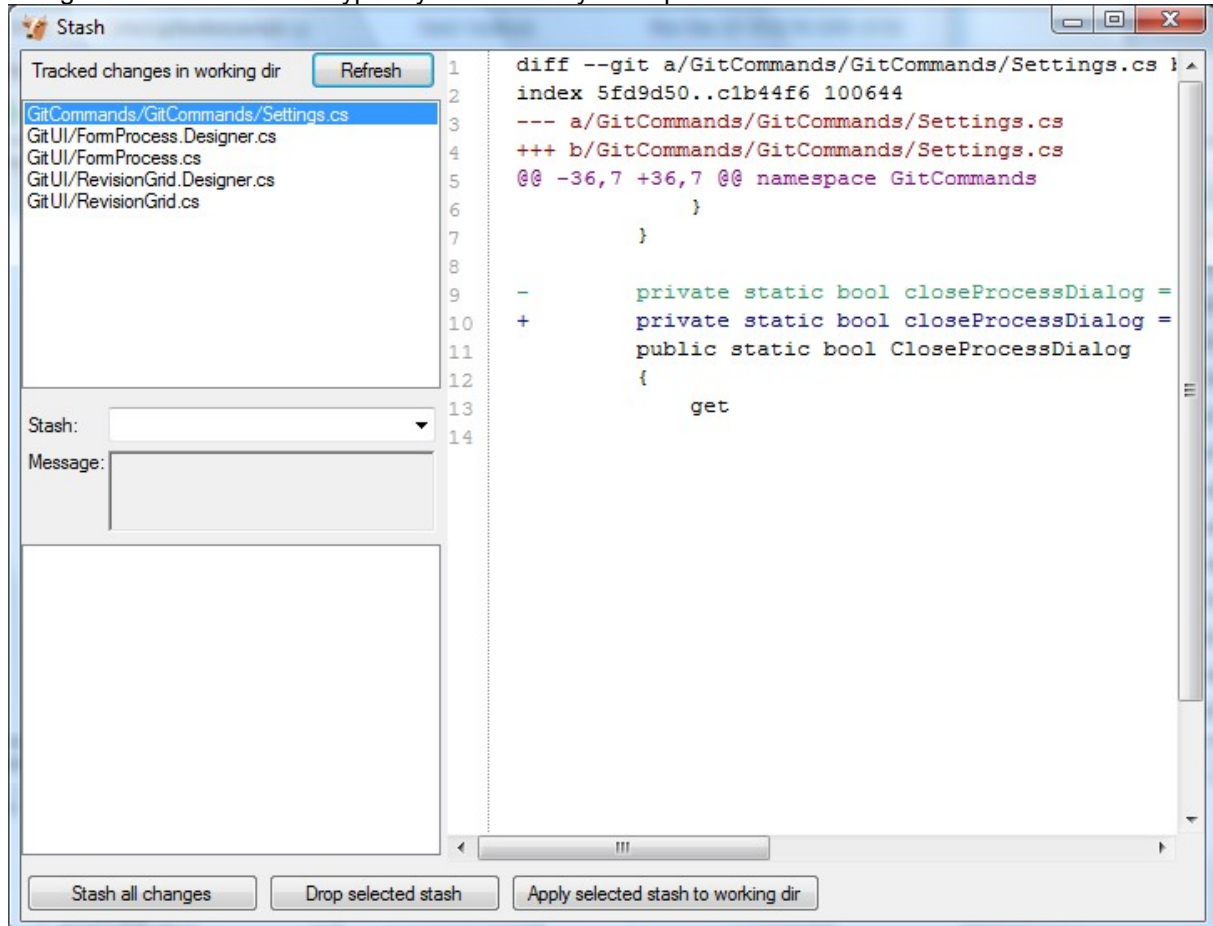 Stash
Tracked changes in working dir
Refresh
GitCommands/GitCommands/Settings.cs
GitUI/FormProcess.Designer.cs
GitUI/FormProcess.cs
GitUI/RevisionGrid.Designer.cs
GitUI/RevisionGrid.cs
Stash:
Message:
1 diff --git a/GitCommands/GitCommands/Settings.cs
2 index 5fd9d50..c1b44f6 100644
3 --- a/GitCommands/GitCommands/Settings.cs
4 +++ b/GitCommands/GitCommands/Settings.cs
5 @@ -36,7 +36,7 @@ namespace GitCommands
6 }
7 }
8
9 - private static bool closeProcessDialog =
10 + private static bool closeProcessDialog =
11 public static bool CloseProcessDialog
12 {
13 get
14
Stash all changes
Drop selected stash
Apply selected stash to working dir